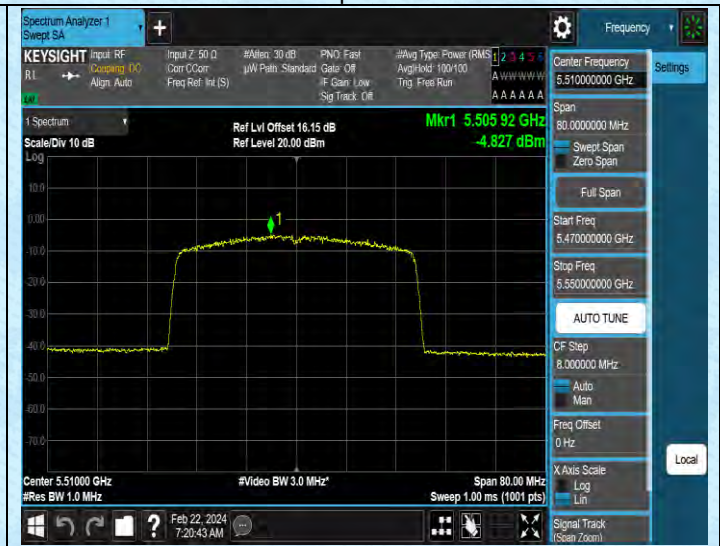 Spectrum Analyzer 1
Swept SA
+
Frequency
KEYSIGHT
Input: RF
Input Z: 50 Ω
#Atten: 30 dB
PNO: Fast
#Avg Type: Power (RMS
1 2 3 4 5 6
RL
Coupling: DC
Corr CCorr
µW Path: Standard
Gate: Off
Avg|Hold: 100/100
A W W W W W
Align: Auto
Freq Ref: Int (S)
IF Gain: Low
Trig: Free Run
Sig Track: Off
A A A A A A
1 Spectrum
Ref Lvl Offset 16.15 dB
Mkr1 5.505 92 GHz
Scale/Div 10 dB
Ref Level 20.00 dBm
-4.827 dBm
Log
10.0
0.00
-10.0
-20.0
-30.0
-40.0
-50.0
-60.0
-70.0
1
Center 5.51000 GHz
#Video BW 3.0 MHz*
Span 80.00 MHz
#Res BW 1.0 MHz
Sweep 1.00 ms (1001 pts)
Feb 22, 2024
7:20:43 AM
?
Center Frequency
5.510000000 GHz
Settings
Span
80.0000000 MHz
Swept Span
Zero Span
Full Span
Start Freq
5.470000000 GHz
Stop Freq
5.550000000 GHz
AUTO TUNE
CF Step
8.000000 MHz
Auto
Man
Freq Offset
0 Hz
X Axis Scale
Log
Lin
Local
Signal Track
(Span Zoom)